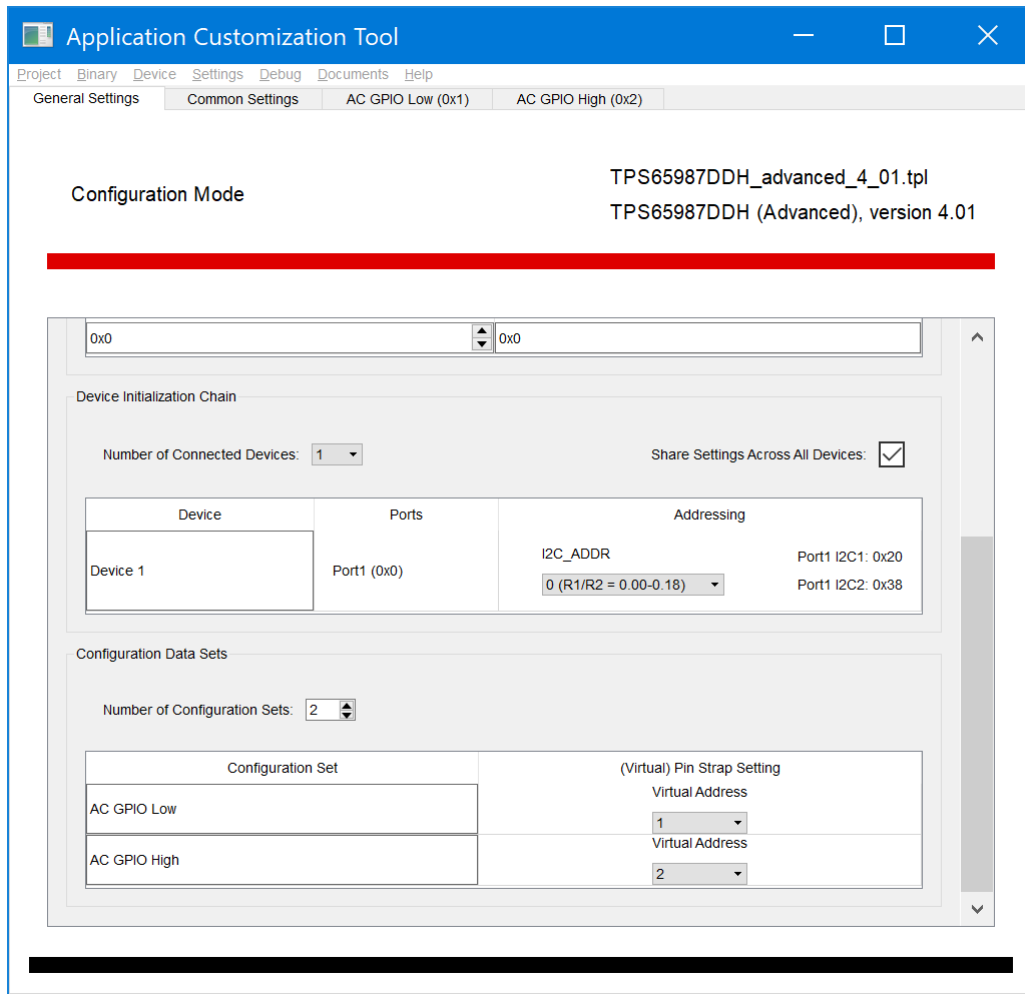 Application Customization Tool
Project Binary Device Settings Debug Documents Help
General Settings Common Settings AC GPIO Low (0x1) AC GPIO High (0x2)
Configuration Mode
TPS65987DDH_advanced_4_01.tpl
TPS65987DDH (Advanced), version 4.01
0x0 0x0
Device Initialization Chain
Number of Connected Devices: 1 Share Settings Across All Devices:
Device Ports Addressing
Device 1 Port1 (0x0)
I2C_ADDR
0 (R1/R2 = 0.00-0.18)
Port1 I2C1: 0x20
Port1 I2C2: 0x38
Configuration Data Sets
Number of Configuration Sets: 2
Configuration Set (Virtual) Pin Strap Setting
AC GPIO Low
Virtual Address
1
AC GPIO High
Virtual Address
2